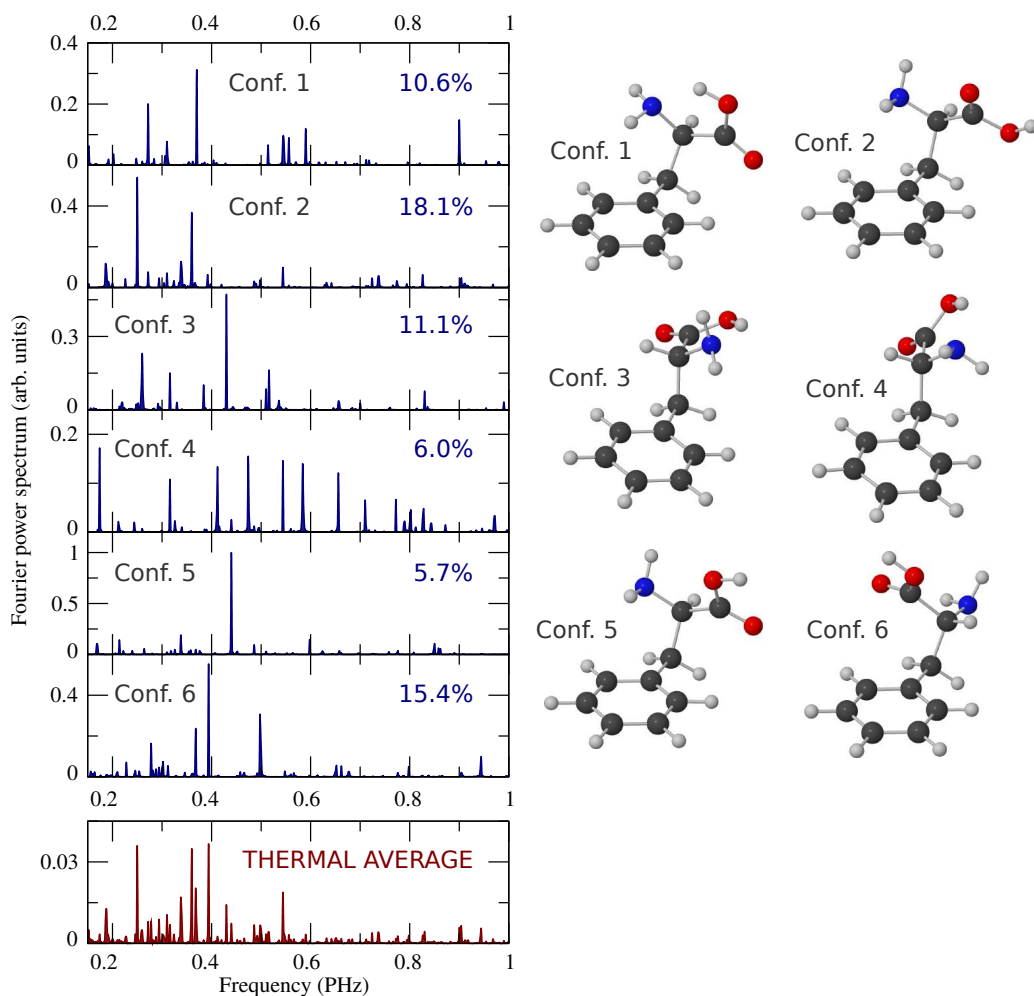 0.2 0.4 0.6 0.8 1
0.4
0.2
0
Conf. 1 10.6%
0.4
0
Conf. 2 18.1%
0.3
0
Conf. 3 11.1%
0.2
0
Conf. 4 6.0%
1
0.5
0
Conf. 5 5.7%
0.4
0
Conf. 6 15.4%
0.2 0.4 0.6 0.8 1
0.03
0
THERMAL AVERAGE
0.2 0.4 0.6 0.8 1
Frequency (PHz)
Fourier power spectrum (arb. units)
Conf. 1
Conf. 2
Conf. 3
Conf. 4
Conf. 5
Conf. 6